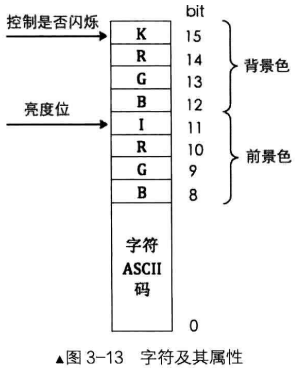 bit
控制是否闪烁
K 15
R 14
G 13
B 12
背景色
亮度位
I 11
R 10
G 9
B 8
前景色
字符
ASCII
码
0
▲图 3-13 字符及其属性